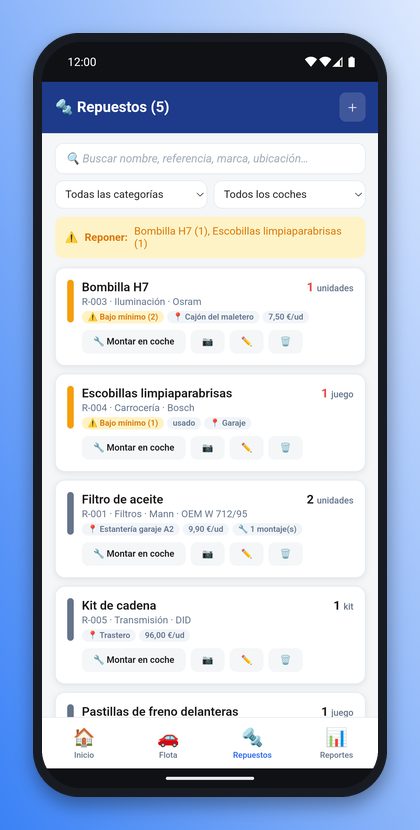 12:00
🔩 Repuestos (5)
+
🔍 Buscar nombre, referencia, marca, ubicación…
Todas las categorías
Todos los coches
⚠️ Reponer: Bombilla H7 (1), Escobillas limpiaparabrisas
(1)
Bombilla H7
1 unidades
R-003 · Iluminación · Osram
⚠️ Bajo mínimo (2)
📍 Cajón del maletero
7,50 €/ud
🔧 Montar en coche
Escobillas limpiaparabrisas
1 juego
R-004 · Carrocería · Bosch
⚠️ Bajo mínimo (1)
usado
📍 Garaje
🔧 Montar en coche
Filtro de aceite
2 unidades
R-001 · Filtros · Mann · OEM W 712/95
📍 Estantería garaje A2
9,90 €/ud
🔧 1 montaje(s)
🔧 Montar en coche
Kit de cadena
1 kit
R-005 · Transmisión · DID
📍 Trastero
96,00 €/ud
🔧 Montar en coche
Pastillas de freno delanteras
1 juego
Inicio
Flota
Repuestos
Reportes